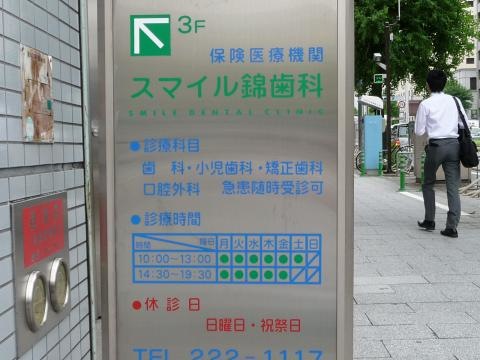 3F
保険医療機関
スマイル錦歯科
SMILE DENTAL CLINIC
●診療科目
歯　科・小児歯科・矯正歯科
口腔外科　急患随時受診可
●診療時間
時間 曜日 月 火 水 木 金 土 日
10:00〜13:00 ● ● ● ● ● ●
14:30〜19:30 ● ● ● ● ●
●休診日
日曜日・祝祭日
TEL 222-1117